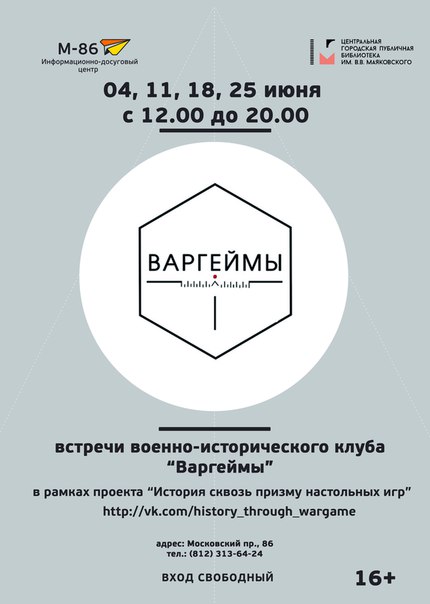 М-86
Информационно-досуговый
центр
ЦЕНТРАЛЬНАЯ
ГОРОДСКАЯ ПУБЛИЧНАЯ
БИБЛИОТЕКА
ИМ. В.В. МАЯКОВСКОГО
04, 11, 18, 25 июня
с 12.00 до 20.00
ВАРГЕЙМЫ
встречи военно-исторического клуба
“Варгеймы”
в рамках проекта “История сквозь призму настольных игр”
http://vk.com/history_through_wargame
адрес: Московский пр., 86
тел.: (812) 313-64-24
ВХОД СВОБОДНЫЙ
16+